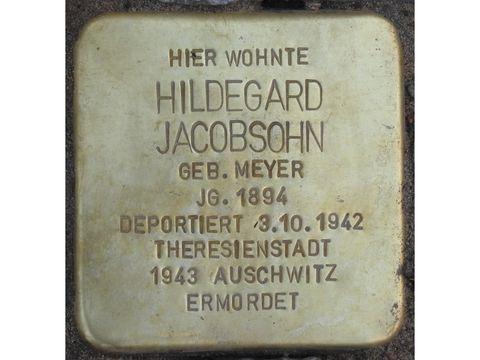 HIER WOHNTE
HILDEGARD
JACOBSOHN
GEB. MEYER
JG. 1894
DEPORTIERT 3.10.1942
THERESIENSTADT
1943 AUSCHWITZ
ERMORDET